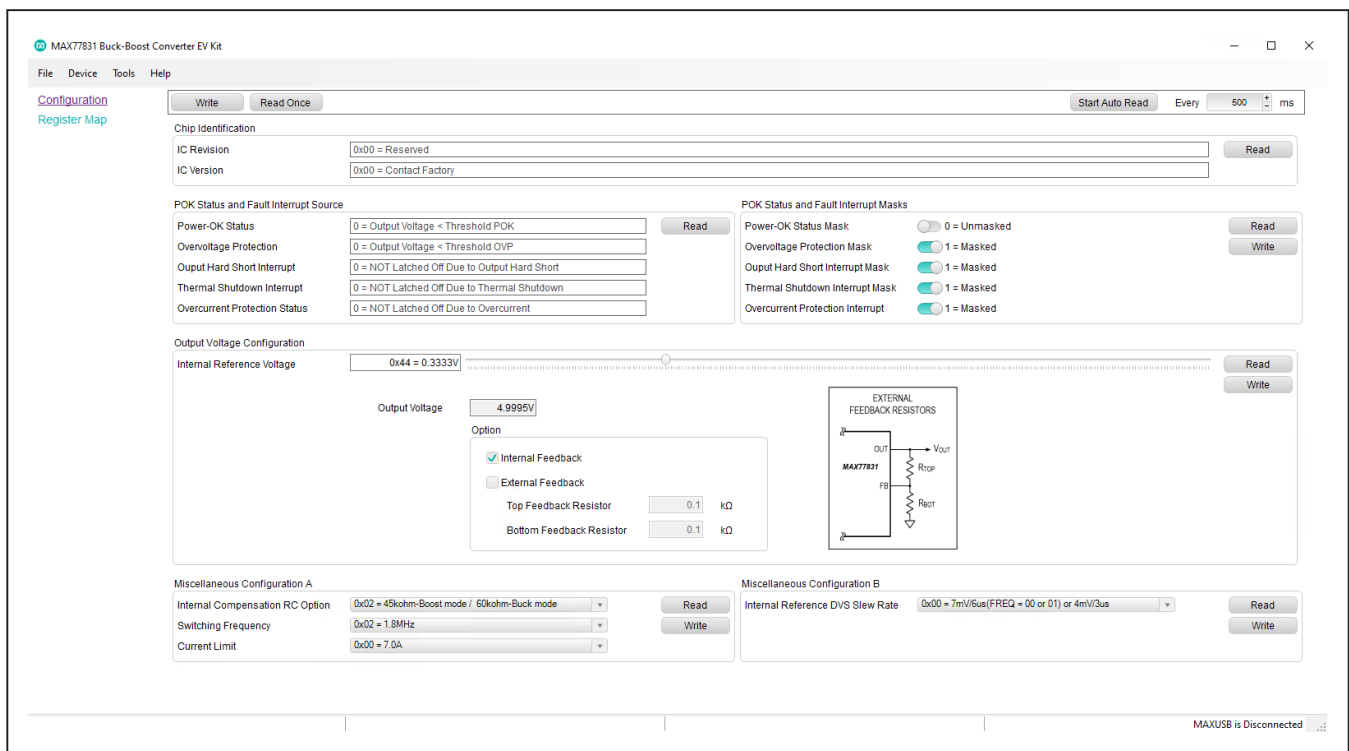 MAX77831 Buck-Boost Converter EV Kit
File Device Tools Help
Configuration
Register Map
Write Read Once Start Auto Read Every 500 ms
Chip Identification
IC Revision 0x00 = Reserved Read
IC Version 0x00 = Contact Factory
POK Status and Fault Interrupt Source
Power-OK Status 0 = Output Voltage < Threshold POK Read
Overvoltage Protection 0 = Output Voltage < Threshold OVP
Ouput Hard Short Interrupt 0 = NOT Latched Off Due to Output Hard Short
Thermal Shutdown Interrupt 0 = NOT Latched Off Due to Thermal Shutdown
Overcurrent Protection Status 0 = NOT Latched Off Due to Overcurrent
POK Status and Fault Interrupt Masks
Power-OK Status Mask 0 = Unmasked Read
Overvoltage Protection Mask 1 = Masked Write
Ouput Hard Short Interrupt Mask 1 = Masked
Thermal Shutdown Interrupt Mask 1 = Masked
Overcurrent Protection Interrupt 1 = Masked
Output Voltage Configuration
Internal Reference Voltage 0x44 = 0.3333V Read
Write
Output Voltage 4.9995V
Option
Internal Feedback
External Feedback
Top Feedback Resistor 0.1 kΩ
Bottom Feedback Resistor 0.1 kΩ
EXTERNAL
FEEDBACK RESISTORS
OUT VOUT
MAX77831 RTOP
FB
RBOT
Miscellaneous Configuration A
Internal Compensation RC Option 0x02 = 45kohm-Boost mode / 60kohm-Buck mode Read
Switching Frequency 0x02 = 1.8MHz Write
Current Limit 0x00 = 7.0A
Miscellaneous Configuration B
Internal Reference DVS Slew Rate 0x00 = 7mV/6us(FREQ = 00 or 01) or 4mV/3us Read
Write
MAXUSB is Disconnected